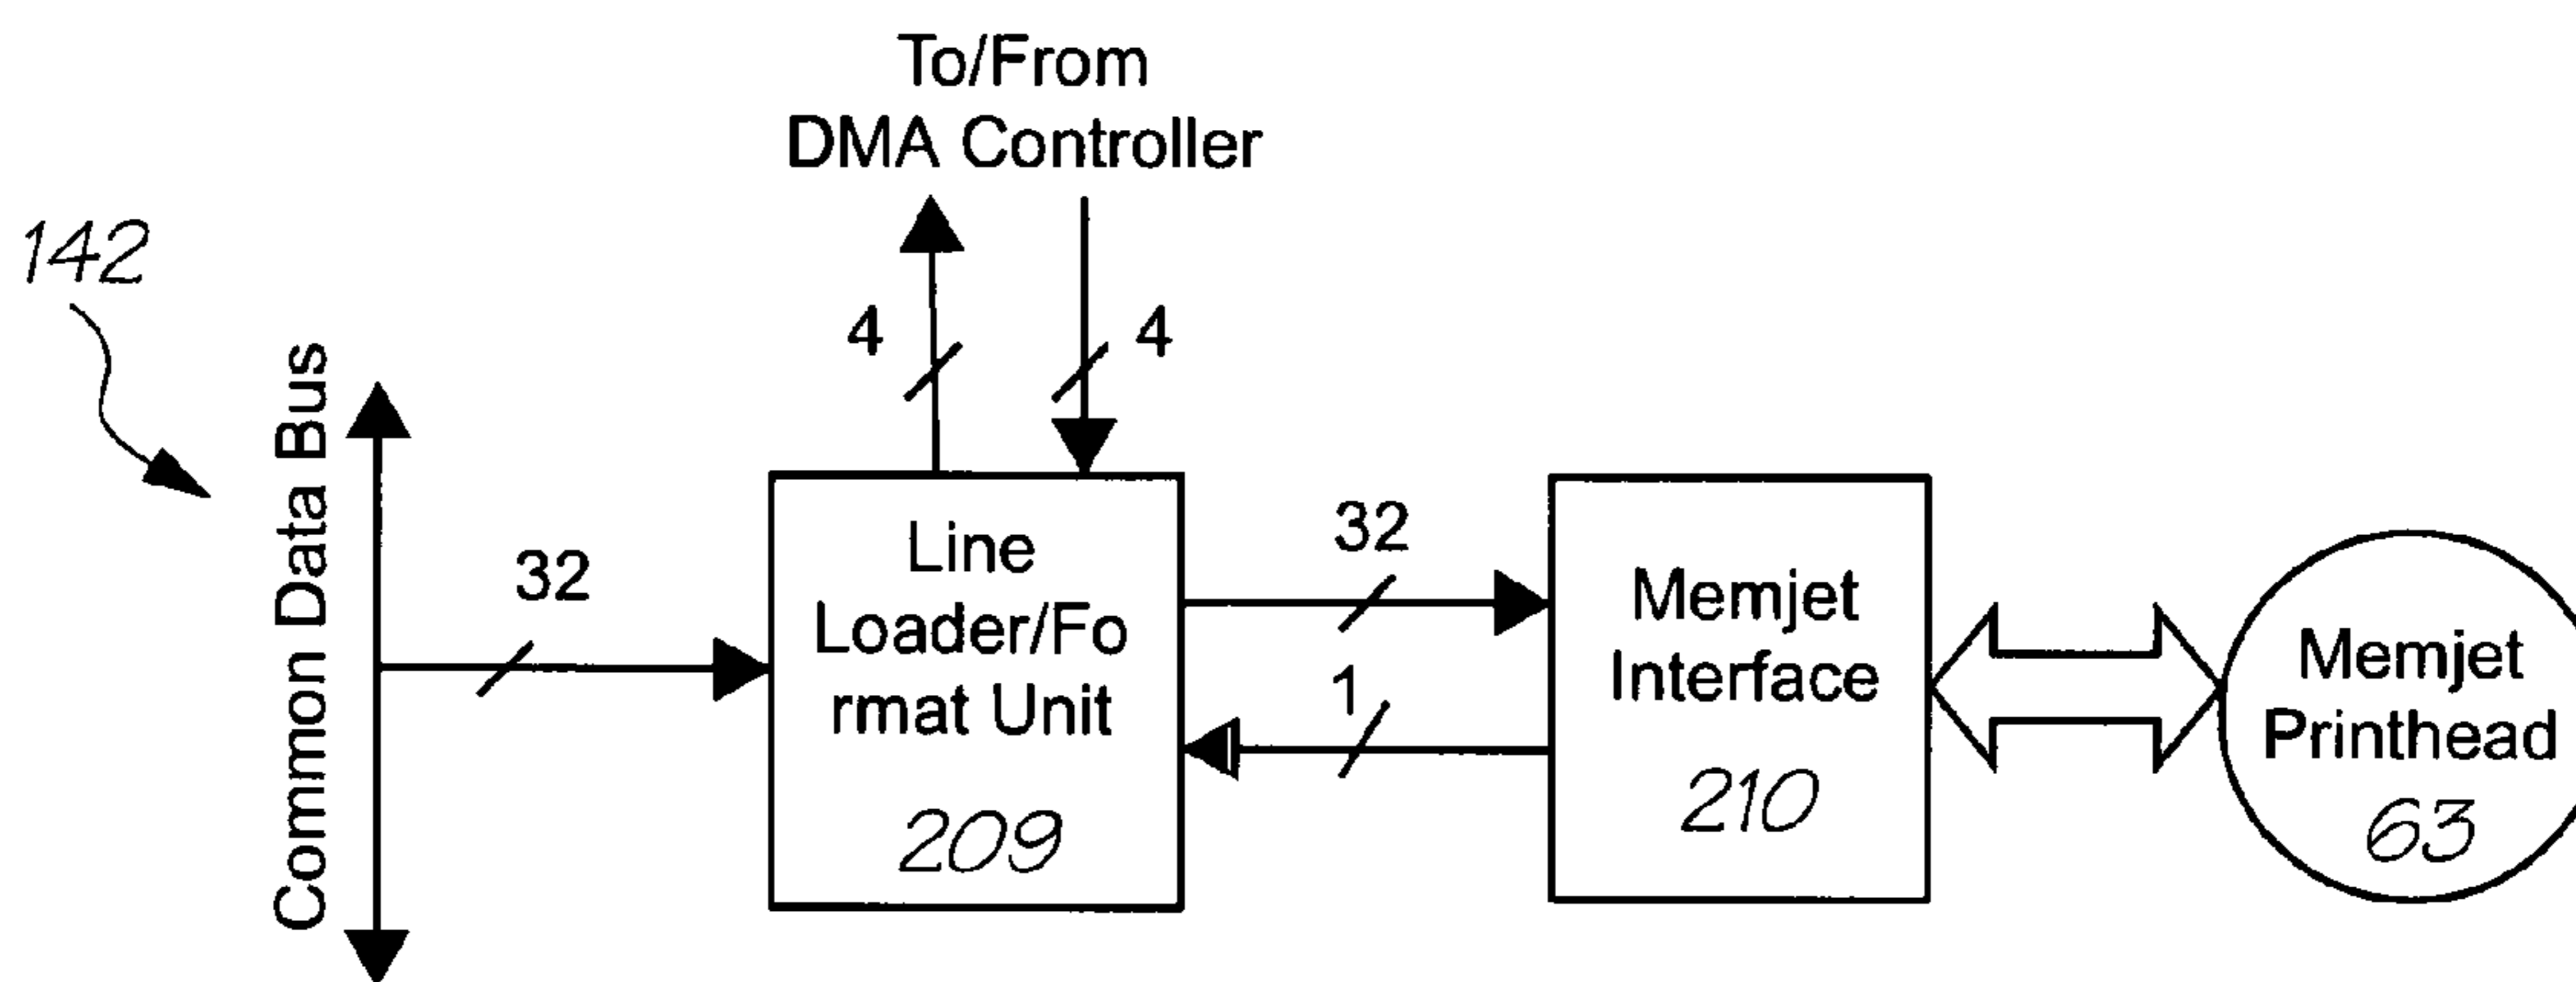 To/From
DMA Controller
142
4
4
Common Data Bus
32
Line
Loader/Fo
rmat Unit
209
32
1
Memjet
Interface
210
Memjet
Printhead
63